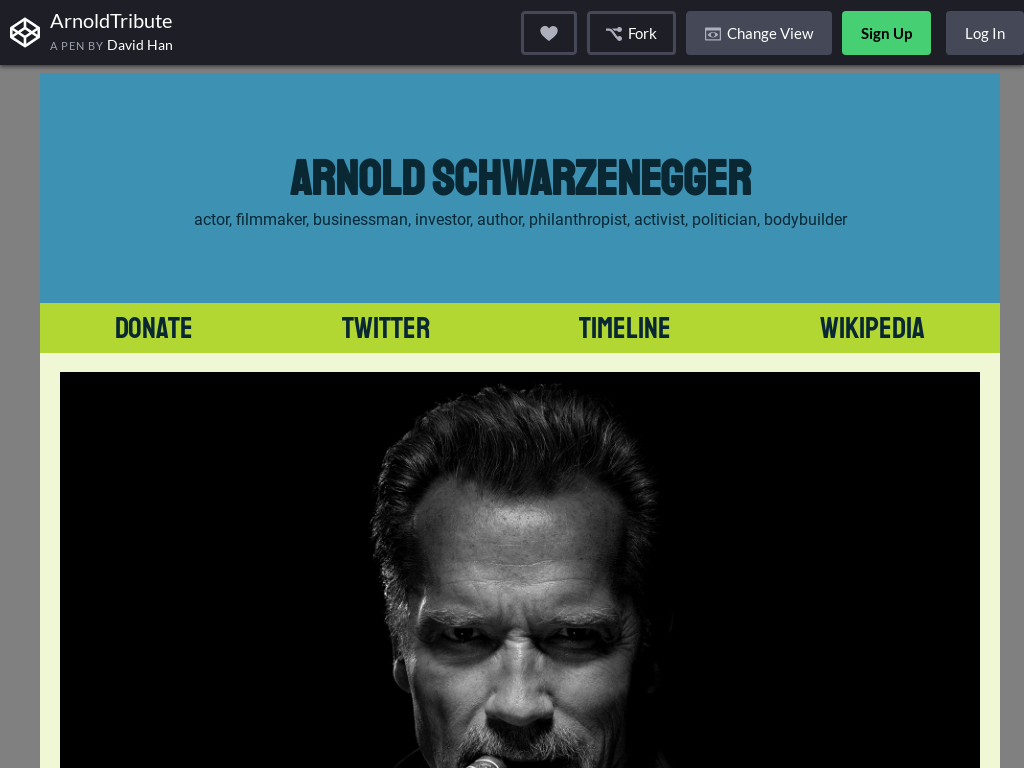 ArnoldTribute
A PEN BY David Han
Fork
Change View
Sign Up
Log In
ARNOLD SCHWARZENEGGER
actor, filmmaker, businessman, investor, author, philanthropist, activist, politician, bodybuilder
DONATE
TWITTER
TIMELINE
WIKIPEDIA